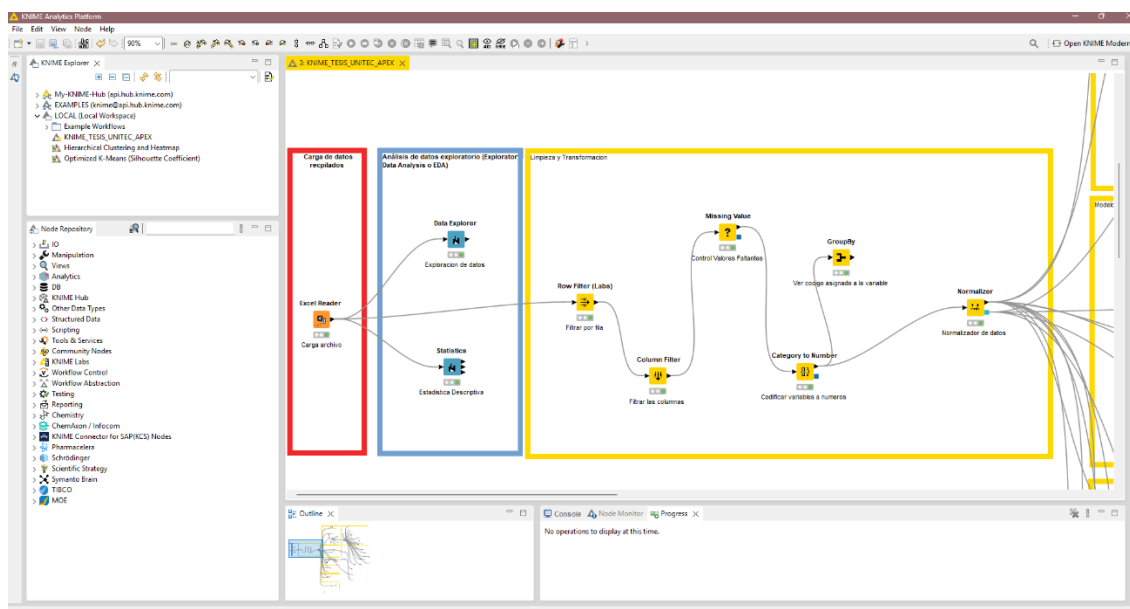 KNIME Analytics Platform
File Edit View Node Help
90%
Open KNIME Modern
KNIME Explorer
My-KNIME-Hub (api.hub.knime.com)
EXAMPLES (knime@api.hub.knime.com)
LOCAL (Local Workspace)
Example Workflows
KNIME_TESIS_UNITEC_APEX
Hierarchical Clustering and Heatmap
Optimized K-Means (Silhouette Coefficient)
Node Repository
IO
Manipulation
Views
Analytics
DB
KNIME Hub
Other Data Types
Structured Data
Scripting
Tools & Services
Community Nodes
KNIME Labs
Workflow Control
Workflow Abstraction
Testing
Reporting
Chemistry
ChemAxon / Infocom
KNIME Connector for SAP(KCS) Nodes
Pharmacelera
Schrödinger
Scientific Strategy
Symanto Brain
TIBCO
MOE
3: KNIME_TESIS_UNITEC_APEX
Carga de datos
recpilados
Análisis de datos exploratorio (Explorator
Data Analysis o EDA)
Limpieza y Transformacion
Excel Reader
Carga archivo
Data Explorer
Exploracion de datos
Statistics
Estadistica Descriptiva
Row Filter (Labs)
Filtrar por fila
Column Filter
Filtrar las columnas
Missing Value
Control Valores Faltantes
Category to Number
Codificar variables a numeros
GroupBy
Ver codigo asignado a la variable
Normalizer
Normalizador de datos
Outline
Console Node Monitor Progress
No operations to display at this time.